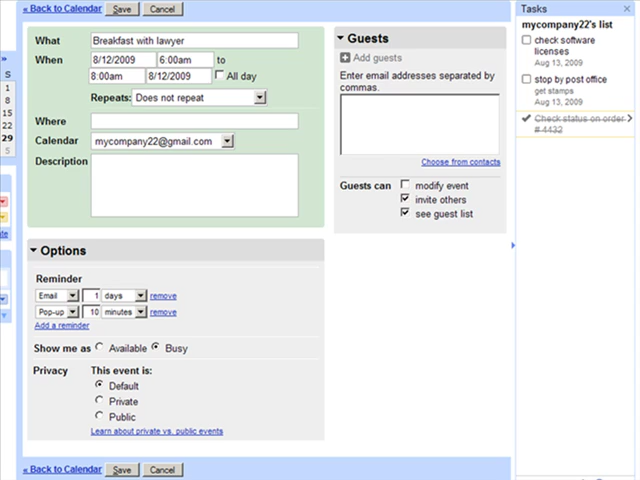 « Back to Calendar Save Cancel
What Breakfast with lawyer
When 8/12/2009 6:00am to
8:00am 8/12/2009 All day
Repeats: Does not repeat
Where
Calendar mycompany22@gmail.com
Description
Guests
Add guests
Enter email addresses separated by
commas.
Choose from contacts
Guests can modify event
invite others
see guest list
Options
Reminder
Email 1 days remove
Pop-up 10 minutes remove
Add a reminder
Show me as Available Busy
Privacy This event is:
Default
Private
Public
Learn about private vs. public events
« Back to Calendar Save Cancel
Tasks
mycompany22's list
check software
licenses
Aug 13, 2009
stop by post office
get stamps
Aug 13, 2009
Check status on order
# 4432
»
S
1
8
15
22
29
5